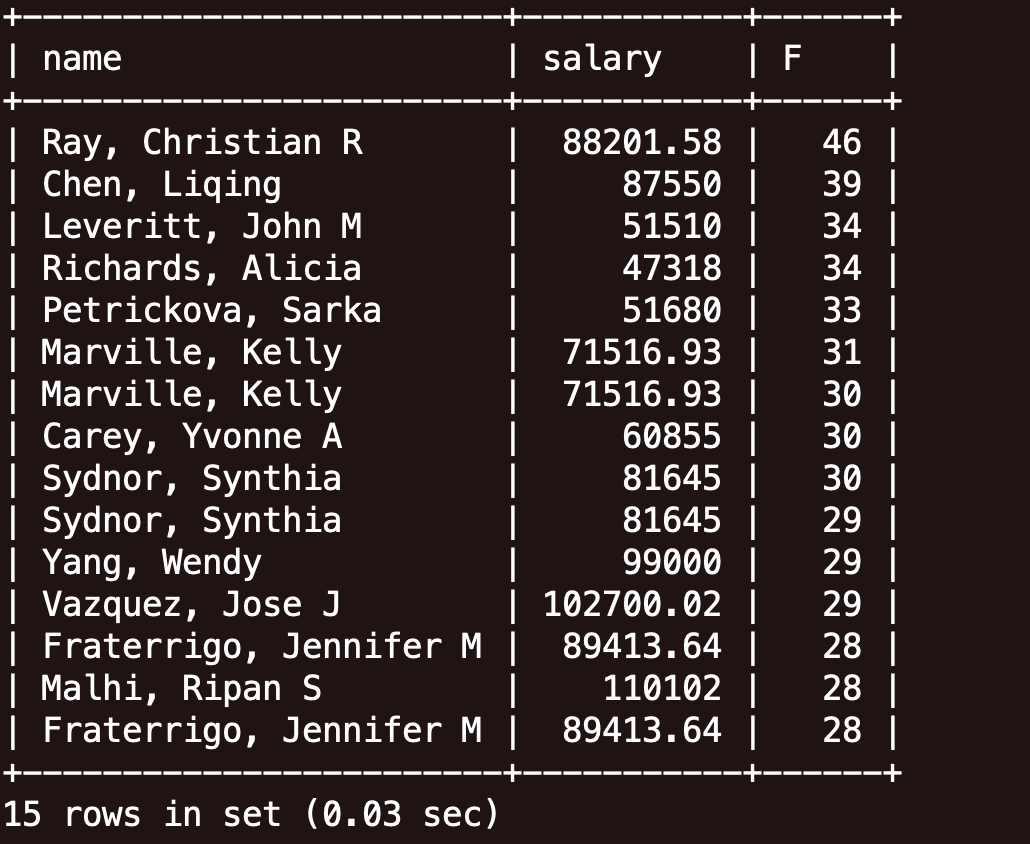 +------------------------+-----------+------+
| name                   | salary    | F    |
+------------------------+-----------+------+
| Ray, Christian R       |  88201.58 |   46 |
| Chen, Liqing           |     87550 |   39 |
| Leveritt, John M       |     51510 |   34 |
| Richards, Alicia       |     47318 |   34 |
| Petrickova, Sarka      |     51680 |   33 |
| Marville, Kelly        |  71516.93 |   31 |
| Marville, Kelly        |  71516.93 |   30 |
| Carey, Yvonne A        |     60855 |   30 |
| Sydnor, Synthia        |     81645 |   30 |
| Sydnor, Synthia        |     81645 |   29 |
| Yang, Wendy            |     99000 |   29 |
| Vazquez, Jose J        | 102700.02 |   29 |
| Fraterrigo, Jennifer M |  89413.64 |   28 |
| Malhi, Ripan S         |    110102 |   28 |
| Fraterrigo, Jennifer M |  89413.64 |   28 |
+------------------------+-----------+------+
15 rows in set (0.03 sec)